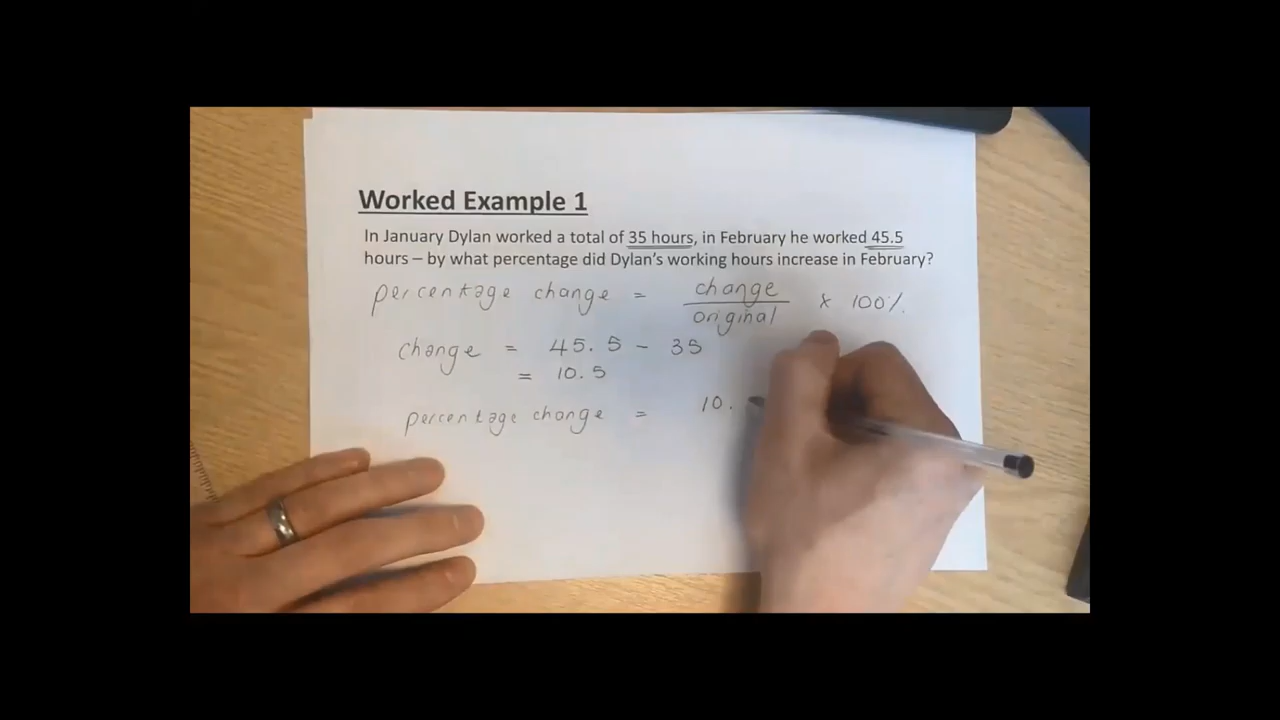 Worked Example 1
In January Dylan worked a total of 35 hours, in February he worked 45.5
hours – by what percentage did Dylan's working hours increase in February?
percentage change = change / original × 100%
change = 45.5 - 35
= 10.5
percentage change = 10.